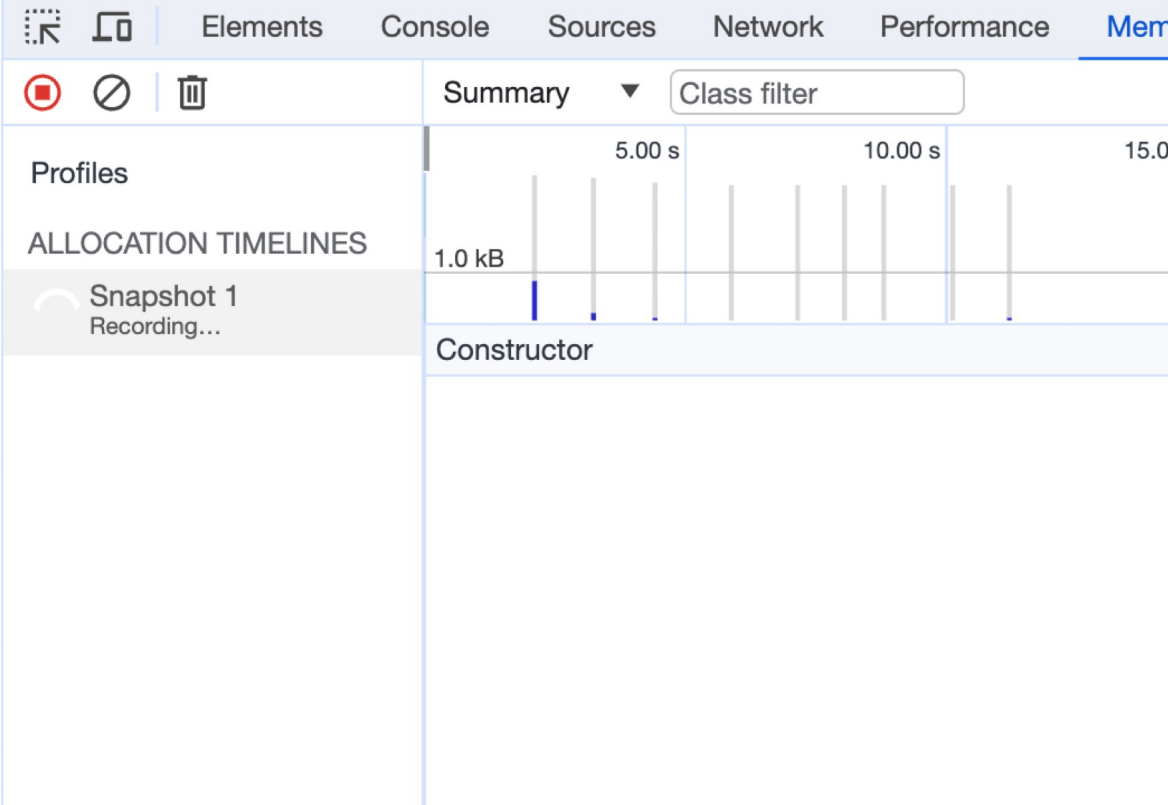 Elements Console Sources Network Performance Mem
Summary Class filter
Profiles
ALLOCATION TIMELINES
Snapshot 1
Recording…
5.00 s 10.00 s 15.0
1.0 kB
Constructor